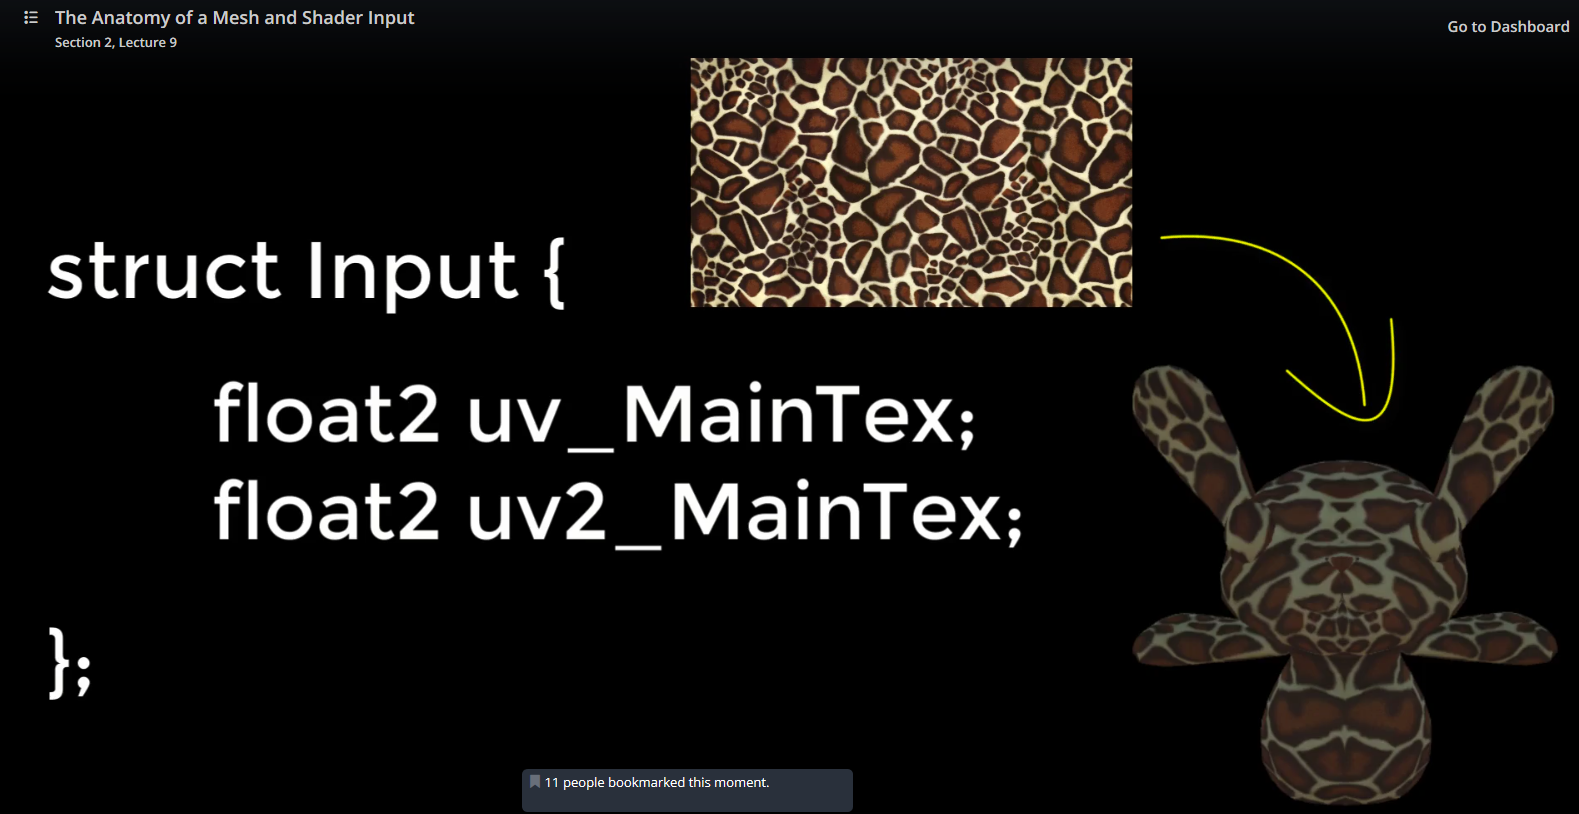 The Anatomy of a Mesh and Shader Input
Section 2, Lecture 9
Go to Dashboard
struct Input {
float2 uv_MainTex;
float2 uv2_MainTex;
};
11 people bookmarked this moment.